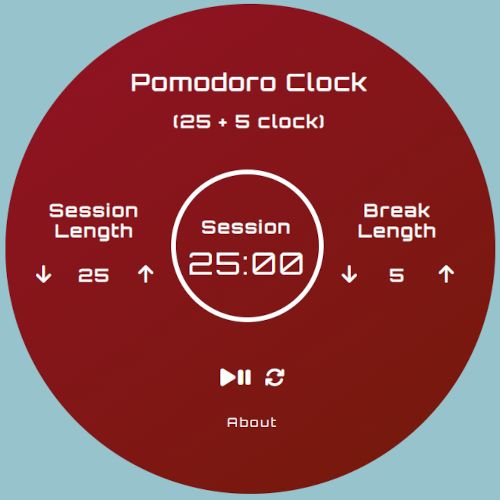 Pomodoro Clock
(25 + 5 clock)
Session
Length
25
Session
25:00
Break
Length
5
About